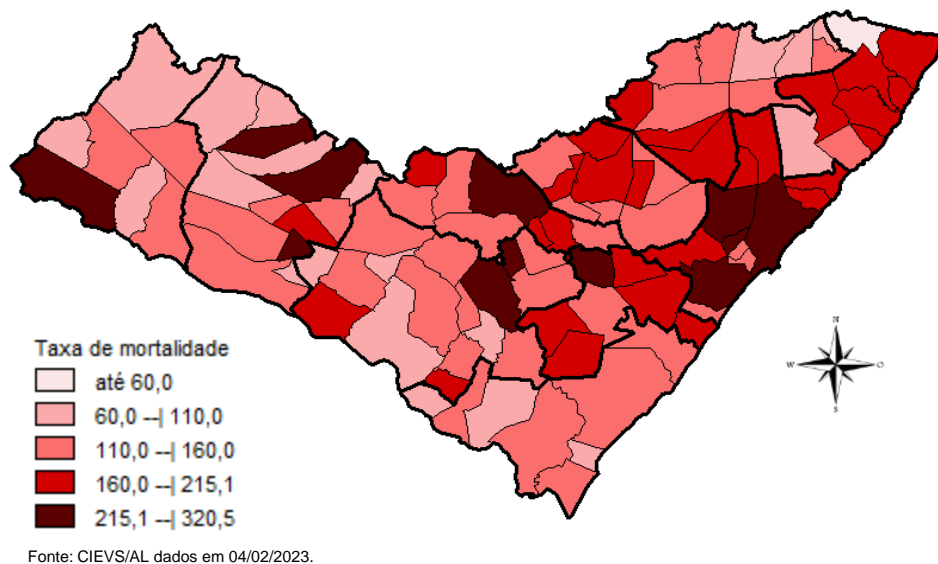 N
W
O
S
Taxa de mortalidade
até 60,0
60,0 --| 110,0
110,0 --| 160,0
160,0 --| 215,1
215,1 --| 320,5
Fonte: CIEVS/AL dados em 04/02/2023.